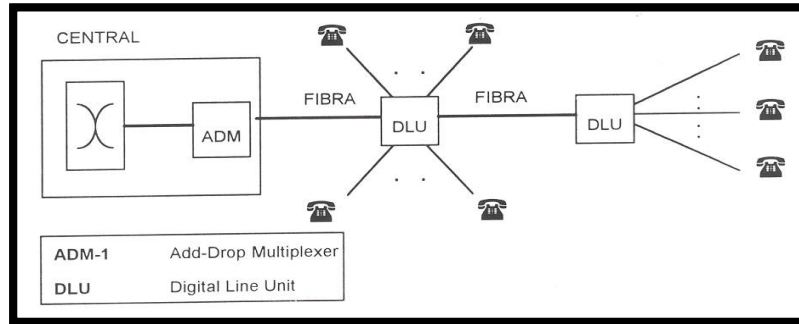 CENTRAL
FIBRA
FIBRA
ADM
DLU
DLU
ADM-1 Add-Drop Multiplexer
DLU Digital Line Unit